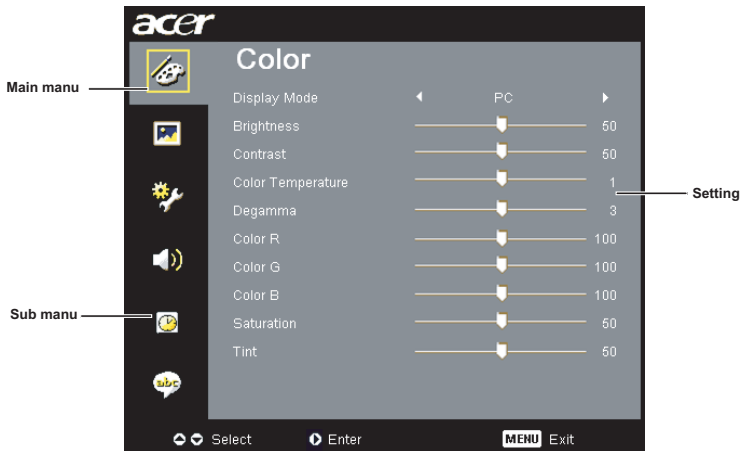 acer
Color
Main manu
Display Mode PC
Brightness 50
Contrast 50
Color Temperature 1
Setting
Degamma 3
Color R 100
Color G 100
Color B 100
Sub manu
Saturation 50
Tint 50
abc
Select Enter MENU Exit